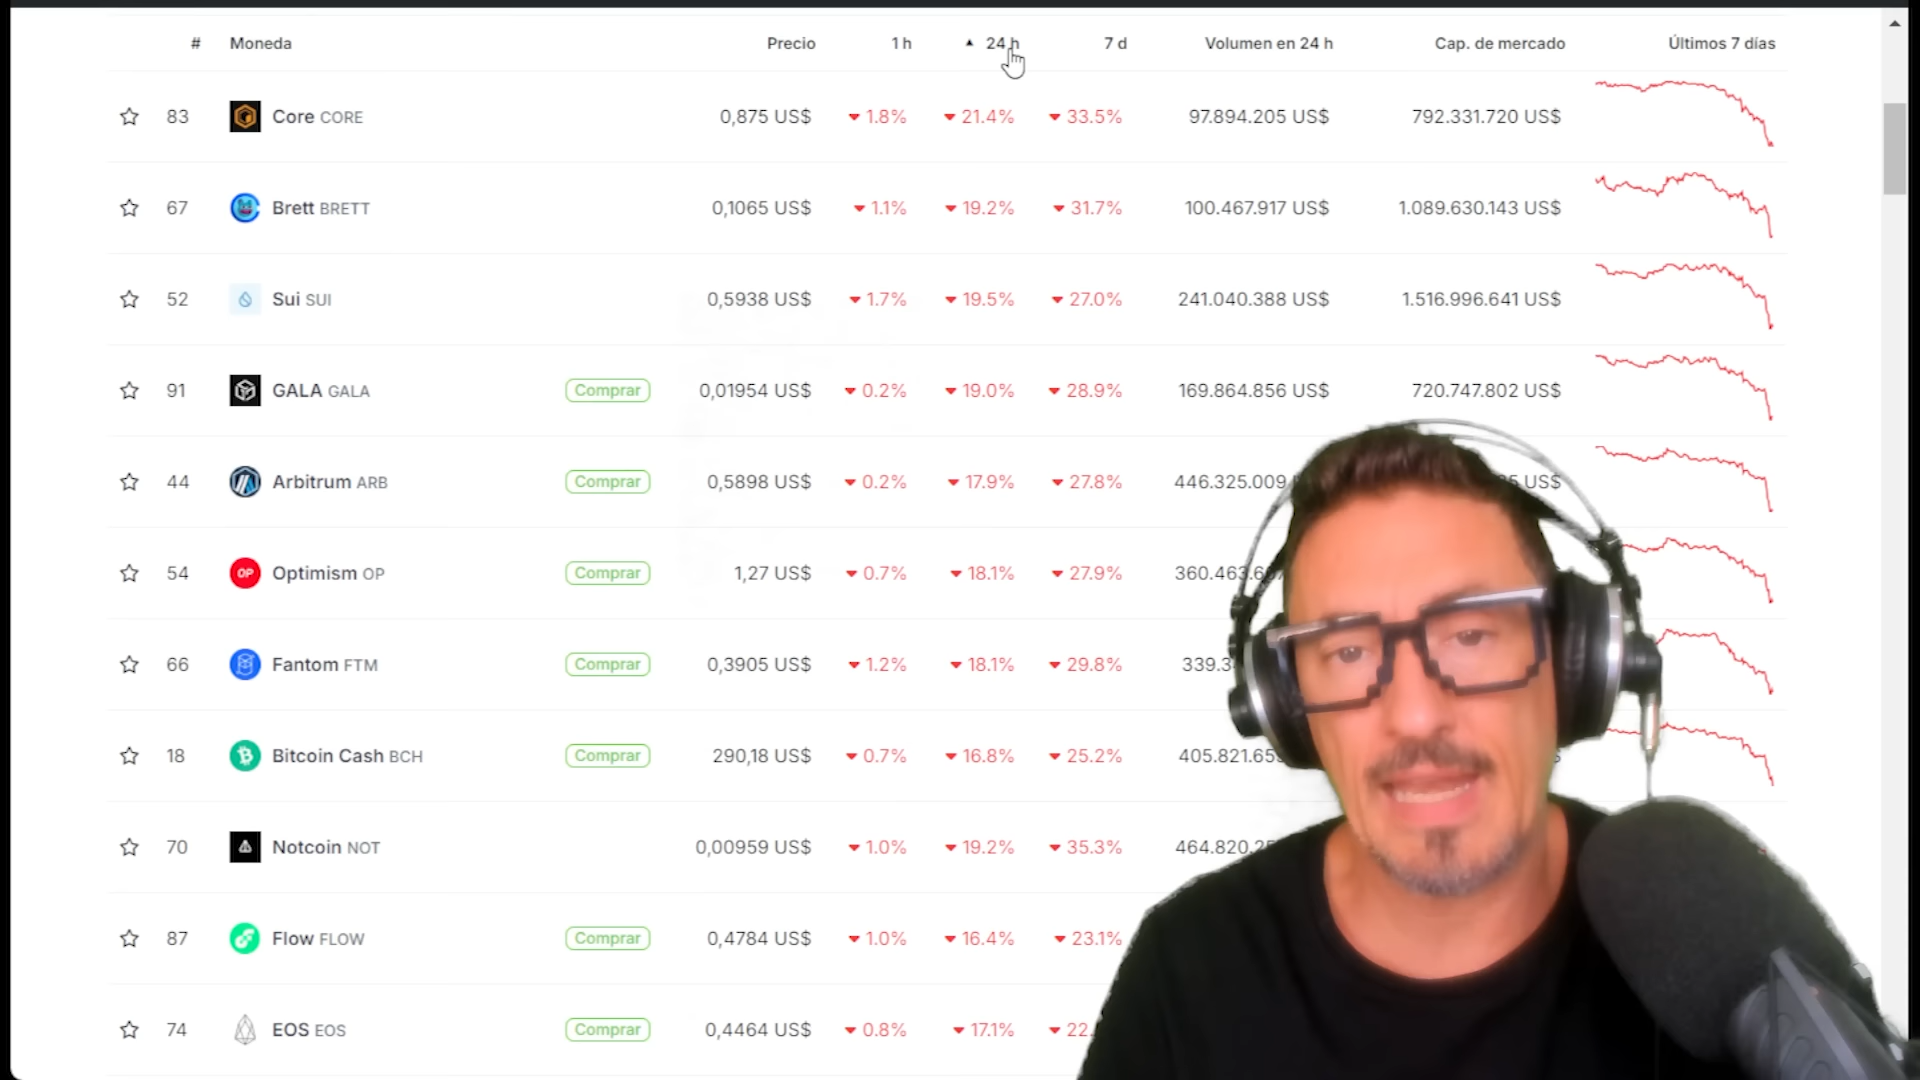 # Moneda Precio 1 h 24 h 7 d Volumen en 24 h Cap. de mercado Últimos 7 días
83 Core CORE 0,875 US$ 1.8% 21.4% 33.5% 97.894.205 US$ 792.331.720 US$
67 Brett BRETT 0,1065 US$ 1.1% 19.2% 31.7% 100.467.917 US$ 1.089.630.143 US$
52 Sui SUI 0,5938 US$ 1.7% 19.5% 27.0% 241.040.388 US$ 1.516.996.641 US$
91 GALA GALA Comprar 0,01954 US$ 0.2% 19.0% 28.9% 169.864.856 US$ 720.747.802 US$
44 Arbitrum ARB Comprar 0,5898 US$ 0.2% 17.9% 27.8% 446.325.009 US$
54 OP Optimism OP Comprar 1,27 US$ 0.7% 18.1% 27.9%
66 Fantom FTM Comprar 0,3905 US$ 1.2% 18.1% 29.8%
18 Bitcoin Cash BCH Comprar 290,18 US$ 0.7% 16.8% 25.2%
70 Notcoin NOT 0,00959 US$ 1.0% 19.2% 35.3%
87 Flow FLOW Comprar 0,4784 US$ 1.0% 16.4% 23.1%
74 EOS EOS Comprar 0,4464 US$ 0.8% 17.1% 22.